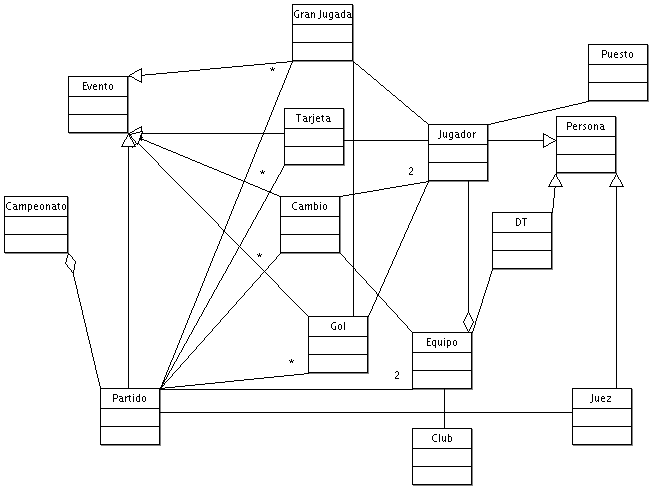 Gran Jugada
Puesto
*
Evento
Tarjeta
Persona
Jugador
*
2
Campeonato
Cambio
DT
*
Gol
Equipo
*
2
Partido
Juez
Club